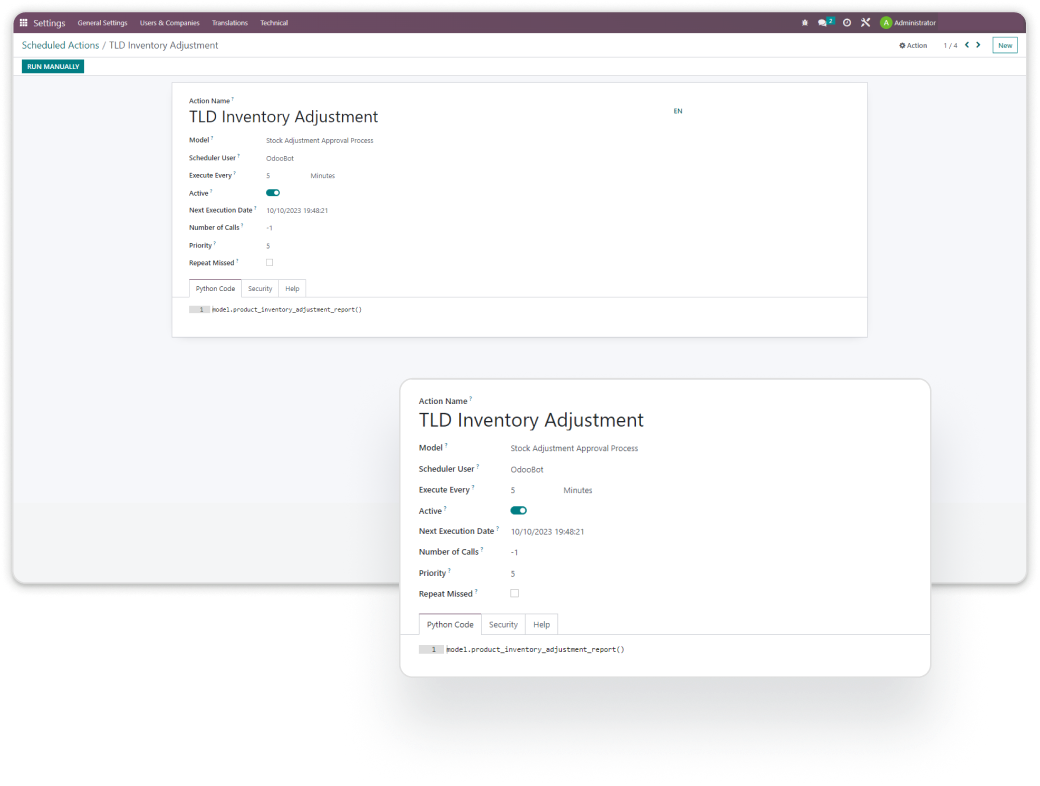 Settings General Settings Users & Companies Translations Technical 2 A Administrator
Scheduled Actions / TLD Inventory Adjustment Action 1 / 4 New
RUN MANUALLY
Action Name ?
TLD Inventory Adjustment EN
Model ? Stock Adjustment Approval Process
Scheduler User ? OdooBot
Execute Every ? 5 Minutes
Active ?
Next Execution Date ? 10/10/2023 19:48:21
Number of Calls ? -1
Priority ? 5
Repeat Missed ?
Python Code Security Help
1 model.product_inventory_adjustment_report()
Action Name ?
TLD Inventory Adjustment
Model ? Stock Adjustment Approval Process
Scheduler User ? OdooBot
Execute Every ? 5 Minutes
Active ?
Next Execution Date ? 10/10/2023 19:48:21
Number of Calls ? -1
Priority ? 5
Repeat Missed ?
Python Code Security Help
1 model.product_inventory_adjustment_report()